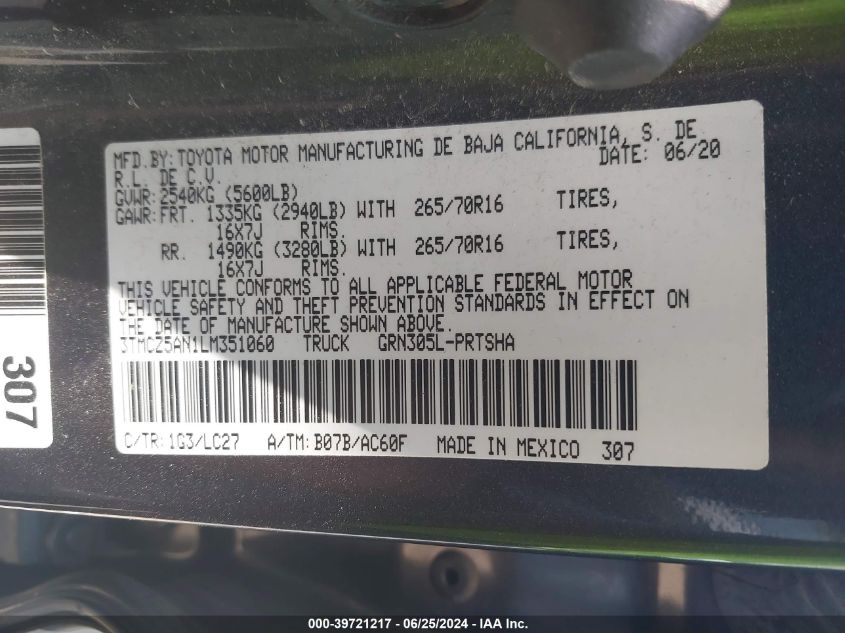 MFD.BY:TOYOTA MOTOR MANUFACTURING DE BAJA CALIFORNIA, S. DE
R.L. DE C.V. DATE: 06/20
GVWR:2540KG (5600LB)
GAWR:FRT. 1335KG (2940LB) WITH 265/70R16 TIRES,
16X7J RIMS.
RR. 1490KG (3280LB) WITH 265/70R16 TIRES,
16X7J RIMS.
THIS VEHICLE CONFORMS TO ALL APPLICABLE FEDERAL MOTOR
VEHICLE SAFETY AND THEFT PREVENTION STANDARDS IN EFFECT ON
THE DATE OF MANUFACTURE SHOWN ABOVE.
3TMCZ5AN1LM351060 TRUCK GRN305L-PRTSHA
C/TR:1G3/LC27 A/TM:B07B/AC60F MADE IN MEXICO 307
307
000-39721217 - 06/25/2024 - IAA, Inc.